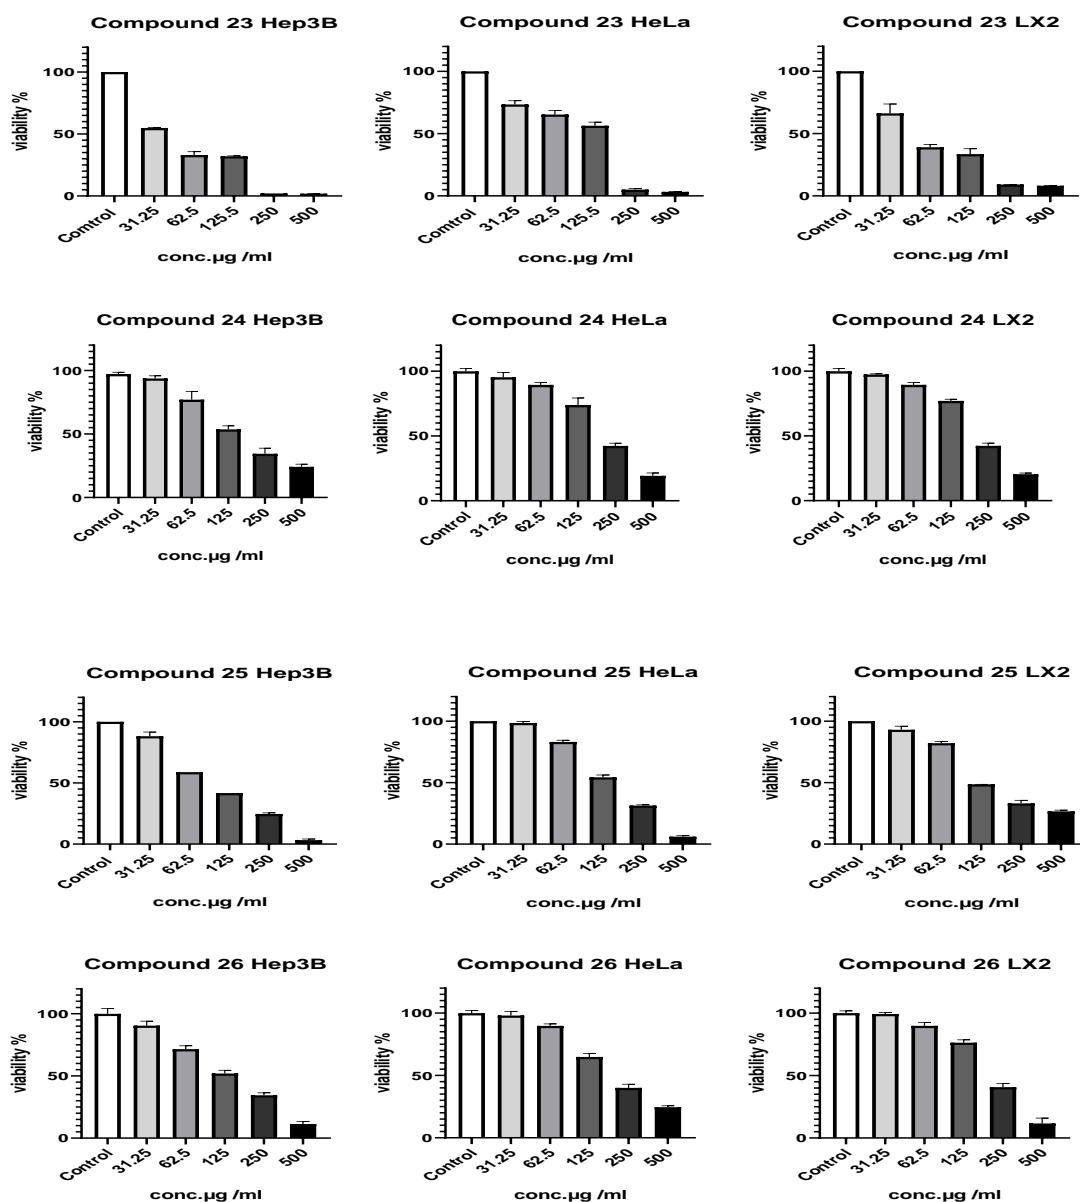 Compound 23 Hep3B
viability %
100
50
0
Comtrol
31.25
62.5
125.5
250
500
conc.µg /ml
Compound 23 HeLa
viability %
100
50
0
Comtrol
31.25
62.5
125.5
250
500
conc.µg /ml
Compound 23 LX2
viability %
100
50
0
Comtrol
31.25
62.5
125
250
500
conc.µg /ml
Compound 24 Hep3B
viability %
100
50
0
Control
31.25
62.5
125
250
500
conc.µg /ml
Compound 24 HeLa
viability %
100
50
0
Control
31.25
62.5
125
250
500
conc.µg /ml
Compound 24 LX2
viability %
100
50
0
Control
31.25
62.5
125
250
500
conc.µg /ml
Compound 25 Hep3B
viability %
100
50
0
Control
31.25
62.5
125
250
500
conc.µg /ml
Compound 25 HeLa
viability %
100
50
0
Control
31.25
62.5
125
250
500
conc.µg /ml
Compound 25 LX2
viability %
100
50
0
Control
31.25
62.5
125
250
500
conc.µg /ml
Compound 26 Hep3B
viability %
100
50
0
Control
31.25
62.5
125
250
500
conc.µg /ml
Compound 26 HeLa
viability %
100
50
0
Control
31.25
62.5
125
250
500
conc.µg /ml
Compound 26 LX2
viability %
100
50
0
Control
31.25
62.5
125
250
500
conc.µg /ml